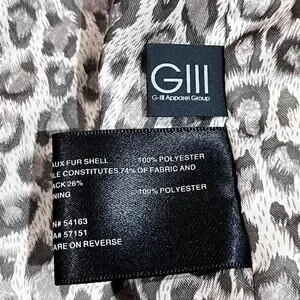 GIII
G-III Apparel Group
AUX FUR SHELL 100% POLYESTER
LE CONSTITUTES 74% OF FABRIC AND
ACK 26%
NING 100% POLYESTER
N# 54163
A# 57151
ARE ON REVERSE